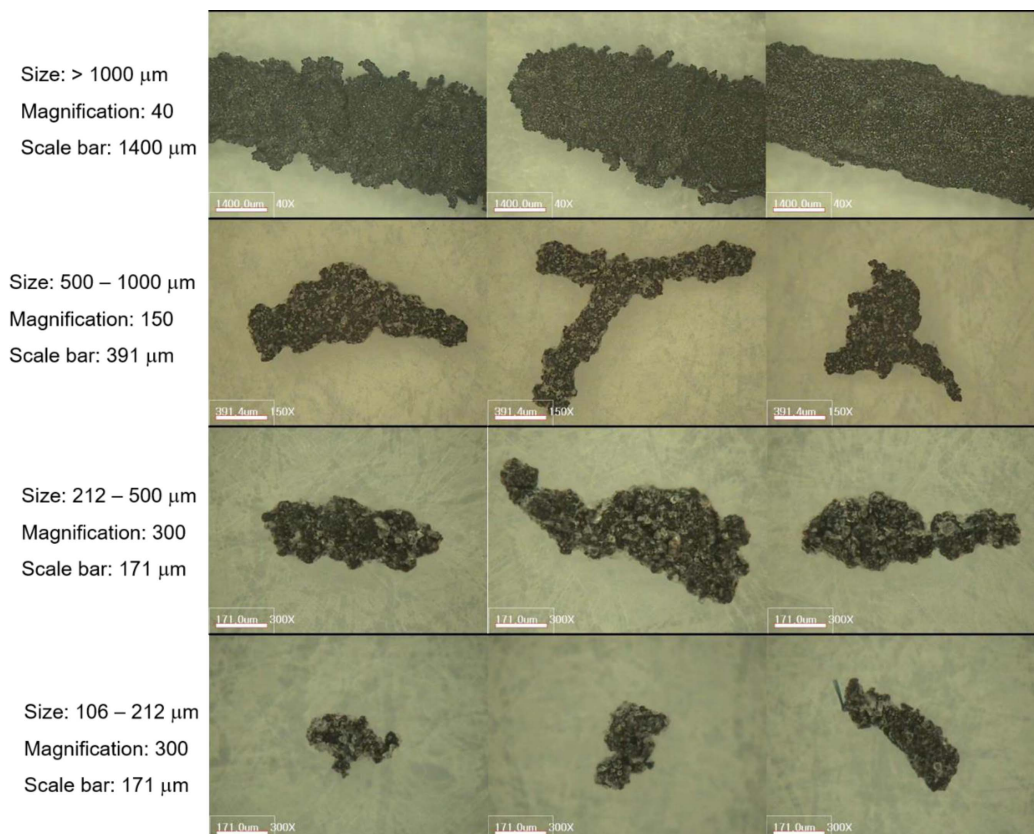 Size: > 1000 μm
Magnification: 40
Scale bar: 1400 μm
1400.0um 40X
1400.0um 40X
1400.0um 40X
Size: 500 – 1000 μm
Magnification: 150
Scale bar: 391 μm
391.4um 150X
391.4um 150X
391.4um 150X
Size: 212 – 500 μm
Magnification: 300
Scale bar: 171 μm
171.0um 300X
171.0um 300X
171.0um 300X
Size: 106 – 212 μm
Magnification: 300
Scale bar: 171 μm
171.0um 300X
171.0um 300X
171.0um 300X